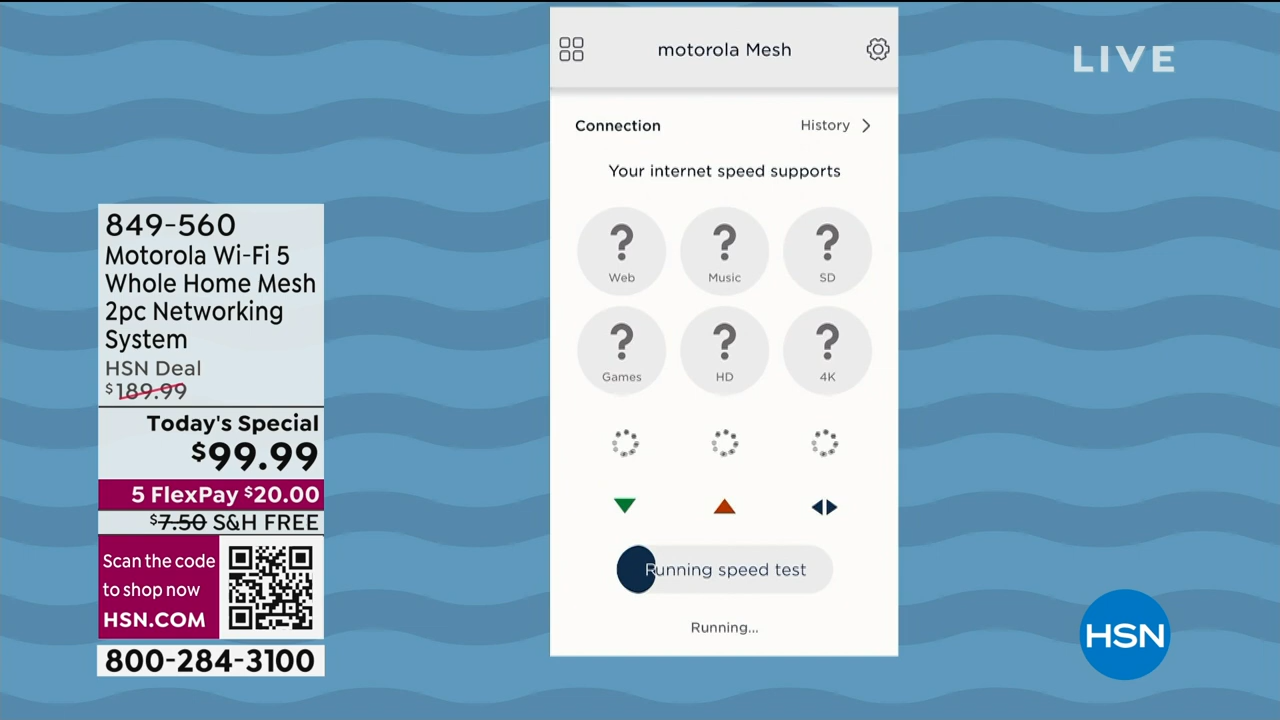 LIVE
849-560
Motorola Wi-Fi 5
Whole Home Mesh
2pc Networking
System
HSN Deal
$189.99
Today's Special
$99.99
5 FlexPay $20.00
$7.50 S&H FREE
Scan the code
to shop now
HSN.COM
800-284-3100
motorola Mesh
Connection
History
Your internet speed supports
? ? ?
Web Music SD
? ? ?
Games HD 4K
Running speed test
Running...
HSN